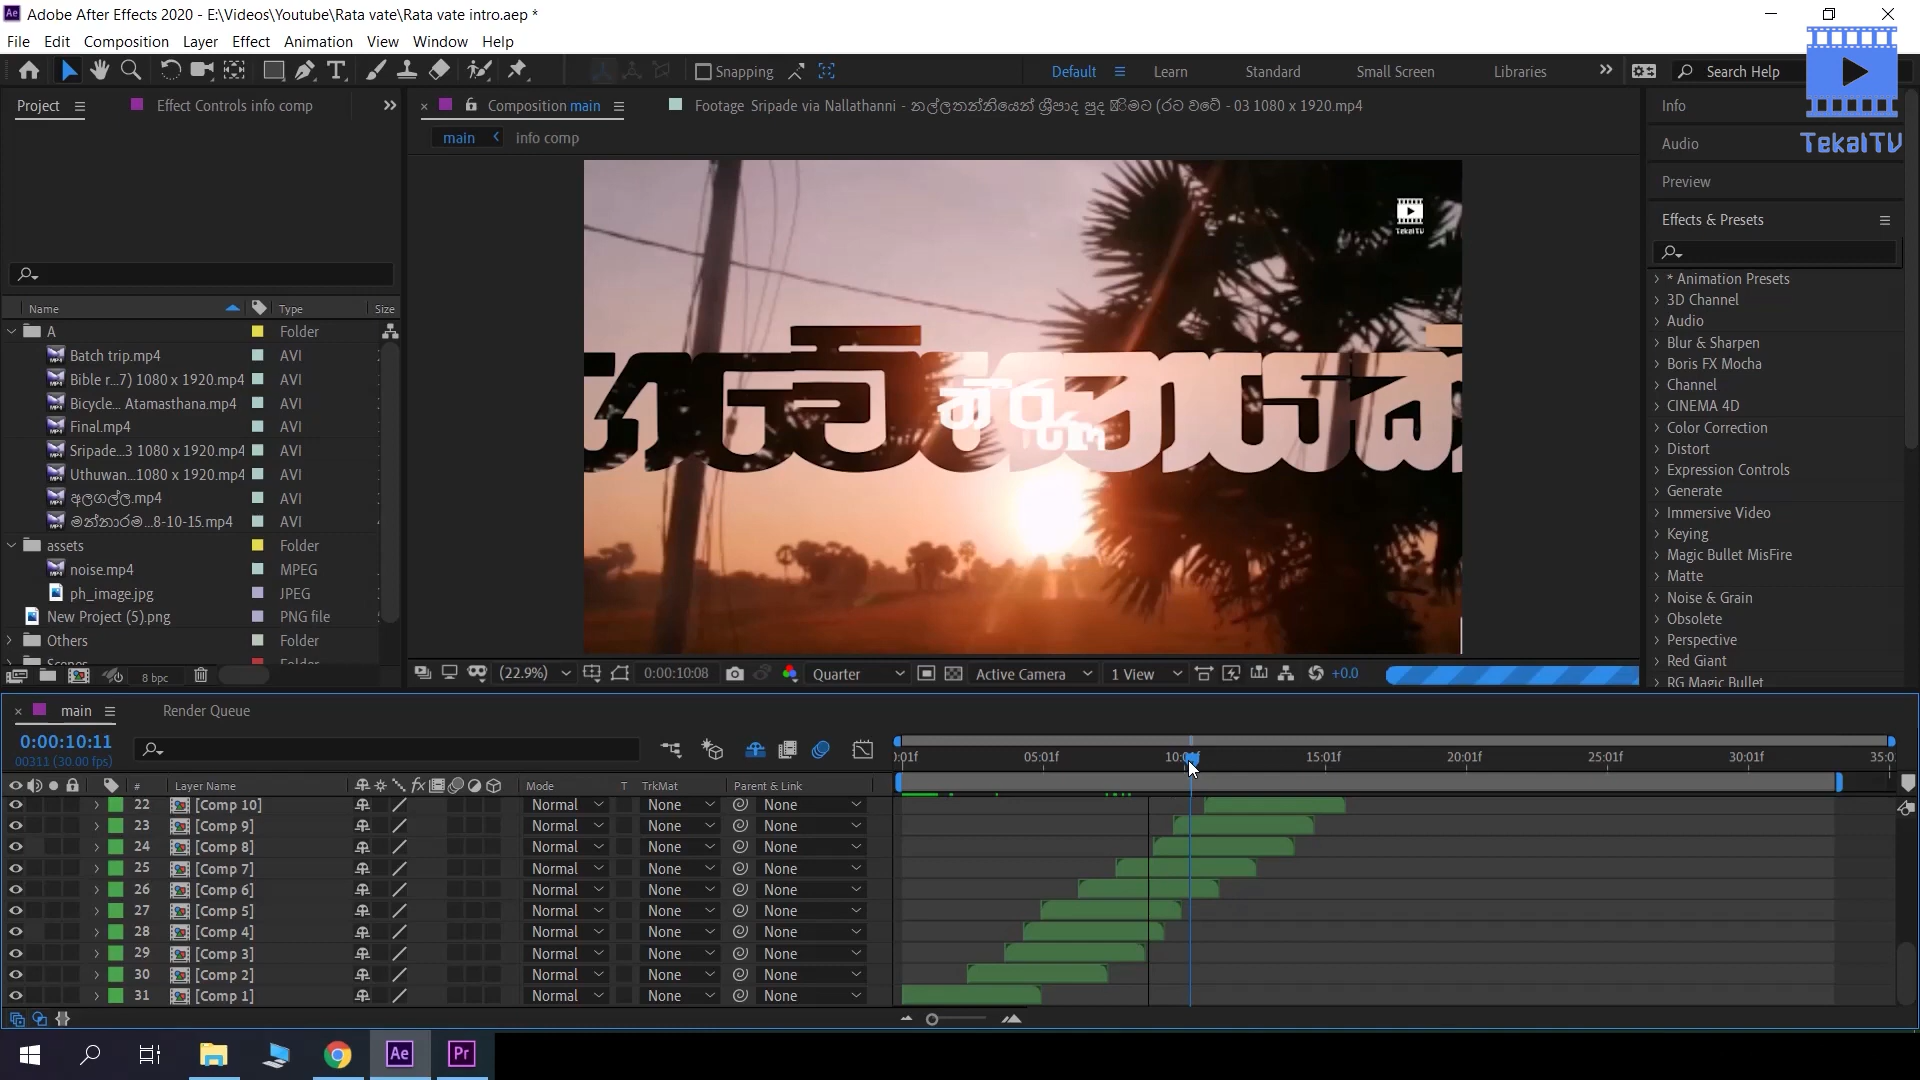 Adobe After Effects 2020 - E:\Videos\Youtube\Rata vate\Rata vate intro.aep *
File Edit Composition Layer Effect Animation View Window Help
Snapping Default Learn Standard Small Screen Libraries Search Help
TekaITV
Project Effect Controls info comp Composition main Footage Sripade via Nallathanni - නල්ලතන්නියෙන් ශ්‍රීපාද (රට වටේ - 03 1080 x 1920.mp4 Info
main info comp
Audio
Preview
Effects & Presets
TekaITV
Name Type Size
A Folder
Batch trip.mp4 AVI
Bible r...7) 1080 x 1920.mp4 AVI
Bicycle... Atamasthana.mp4 AVI
Final.mp4 AVI
Sripade...3 1080 x 1920.mp4 AVI
Uthuwan...1080 x 1920.mp4 AVI
අලගල්ල.mp4 AVI
මන්නාරම...8-10-15.mp4 AVI
assets Folder
noise.mp4 MPEG
ph_image.jpg JPEG
New Project (5).png PNG file
Others Folder
8 bpc
* Animation Presets
3D Channel
Audio
Blur & Sharpen
Boris FX Mocha
Channel
CINEMA 4D
Color Correction
Distort
Expression Controls
Generate
Immersive Video
Keying
Magic Bullet MisFire
Matte
Noise & Grain
Obsolete
Perspective
Red Giant
RG Magic Bullet
(22.9%) 0:00:10:08 Quarter Active Camera 1 View +0.0
main Render Queue
0:00:10:11
00311 (30.00 fps)
:01f 05:01f 10:01f 15:01f 20:01f 25:01f 30:01f 35:0
# Layer Name Mode T TrkMat Parent & Link
22 [Comp 10] Normal None None
23 [Comp 9] Normal None None
24 [Comp 8] Normal None None
25 [Comp 7] Normal None None
26 [Comp 6] Normal None None
27 [Comp 5] Normal None None
28 [Comp 4] Normal None None
29 [Comp 3] Normal None None
30 [Comp 2] Normal None None
31 [Comp 1] Normal None None
Ae Pr